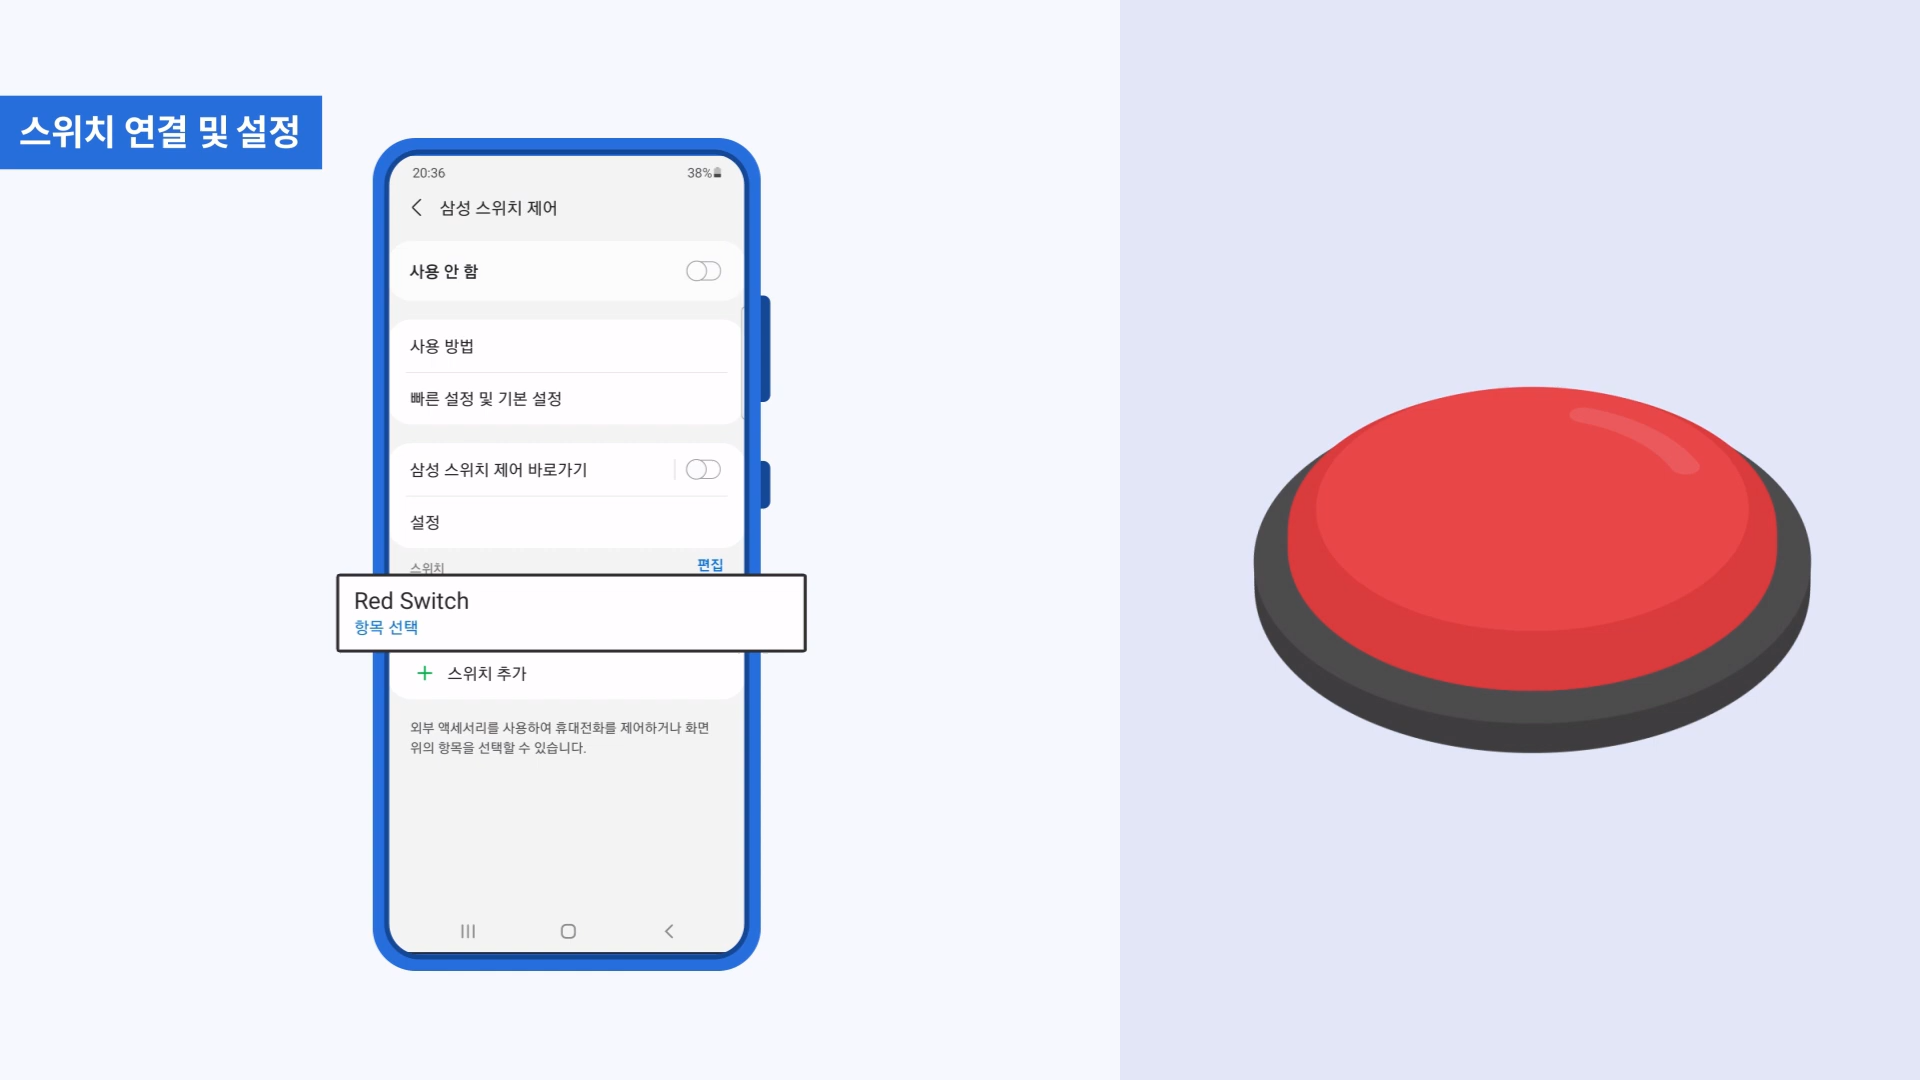 스위치 연결 및 설정
20:36
38%
삼성 스위치 제어
사용 안 함
사용 방법
빠른 설정 및 기본 설정
삼성 스위치 제어 바로가기
설정
스위치
편집
Red Switch
항목 선택
스위치 추가
외부 액세서리를 사용하여 휴대전화를 제어하거나 화면
위의 항목을 선택할 수 있습니다.